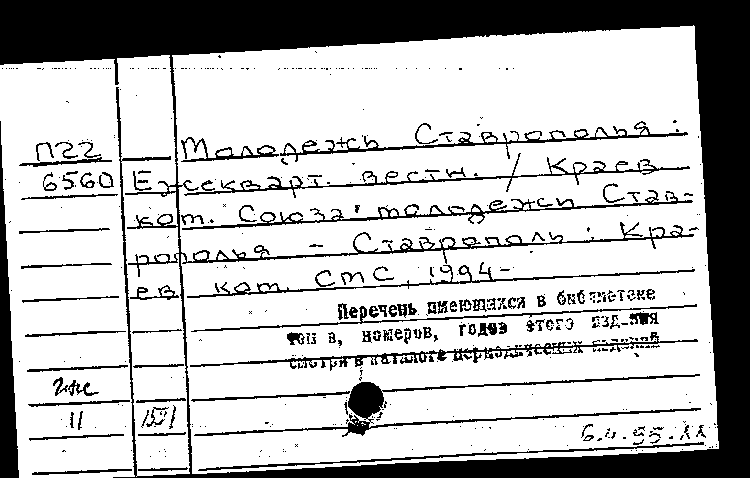 П22 Молодежь Ставрополья :
6560 Ежекварт. вестн. / Краев
ком. Союза молодежи Став-
рополья - Ставрополь : Кра-
ев ком. СМС, 1994-
Перечень имеющихся в библиотеке
томов, номеров, годов этого издания
смотри в каталоге периодических изданий
11
6.4.95.